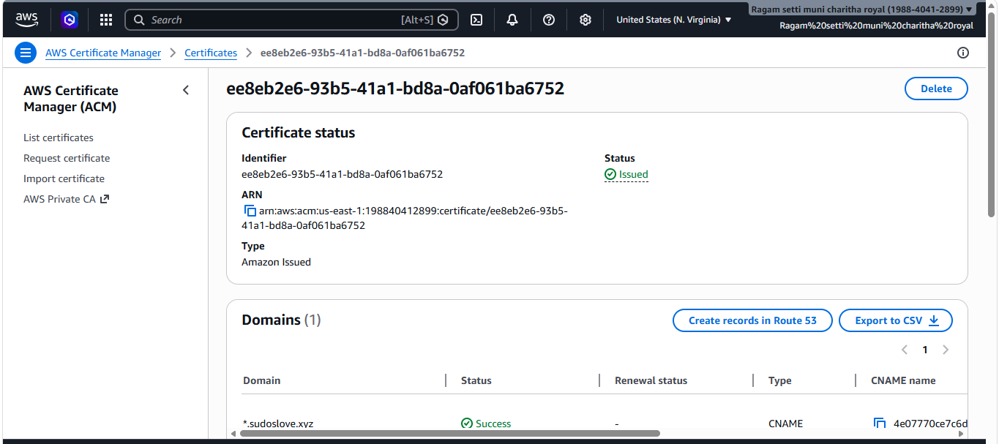 aws
Search
[Alt+S]
United States (N. Virginia)
Ragam setti muni charitha royal (1988-4041-2899)
Ragam%20setti%20muni%20charitha%20royal
AWS Certificate Manager
Certificates
ee8eb2e6-93b5-41a1-bd8a-0af061ba6752
AWS Certificate
Manager (ACM)
List certificates
Request certificate
Import certificate
AWS Private CA
ee8eb2e6-93b5-41a1-bd8a-0af061ba6752
Delete
Certificate status
Identifier
ee8eb2e6-93b5-41a1-bd8a-0af061ba6752
Status
Issued
ARN
arn:aws:acm:us-east-1:198840412899:certificate/ee8eb2e6-93b5-
41a1-bd8a-0af061ba6752
Type
Amazon Issued
Domains (1)
Create records in Route 53
Export to CSV
1
Domain
Status
Renewal status
Type
CNAME name
*.sudoslove.xyz
Success
-
CNAME
4e07770ce7c6d